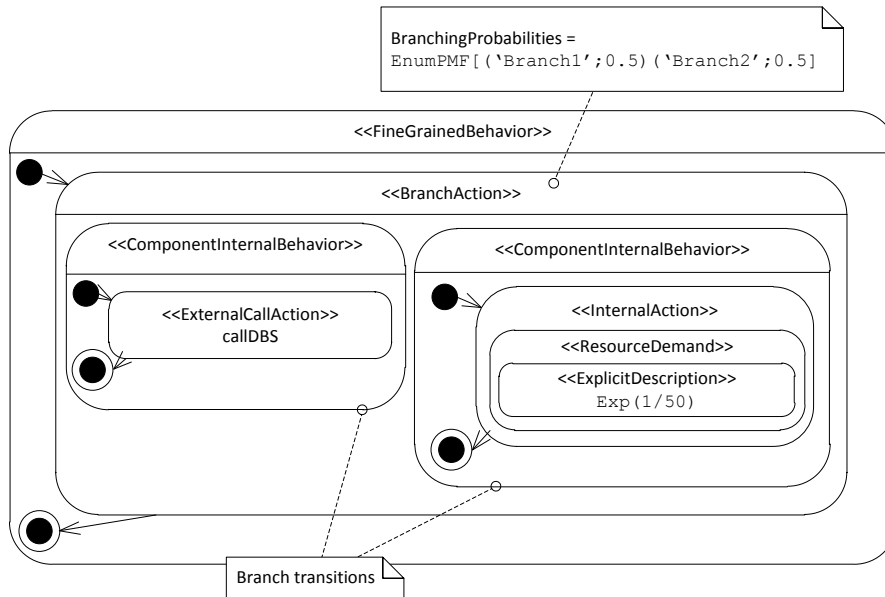 BranchingProbabilities =
EnumPMF[(‘Branch1’;0.5)(‘Branch2’;0.5]
<<FineGrainedBehavior>>
<<BranchAction>>
<<ComponentInternalBehavior>>
<<ExternalCallAction>>
callDBS
<<ComponentInternalBehavior>>
<<InternalAction>>
<<ResourceDemand>>
<<ExplicitDescription>>
Exp(1/50)
Branch transitions